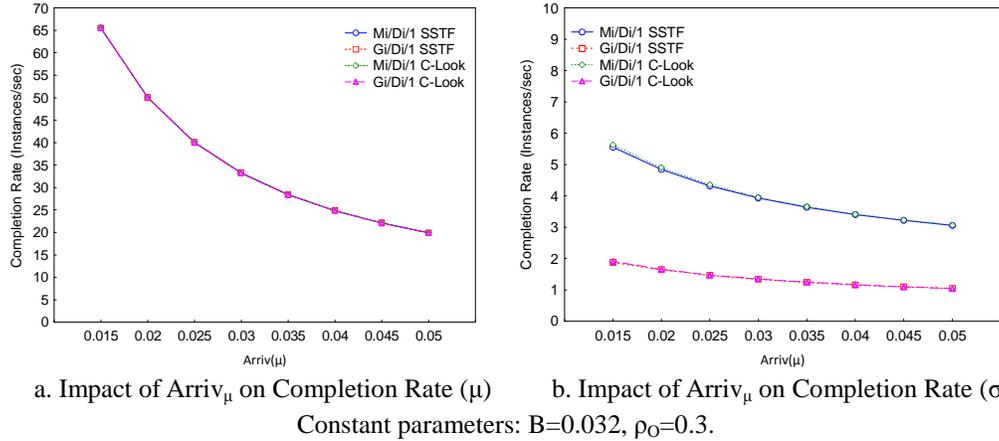 70
65
60
55
50
45
40
35
30
25
20
15
10
5
0
Completion Rate (Instances/sec)
Mi/Di/1 SSTF
Gi/Di/1 SSTF
Mi/Di/1 C-Look
Gi/Di/1 C-Look
0.015 0.02 0.025 0.03 0.035 0.04 0.045 0.05
Arriv(μ)
a. Impact of Arrivμ on Completion Rate (μ)
10
9
8
7
6
5
4
3
2
1
0
Completion Rate (Instances/sec)
Mi/Di/1 SSTF
Gi/Di/1 SSTF
Mi/Di/1 C-Look
Gi/Di/1 C-Look
0.015 0.02 0.025 0.03 0.035 0.04 0.045 0.05
Arriv(μ)
b. Impact of Arrivμ on Completion Rate (σ
Constant parameters: B=0.032, ρO=0.3.